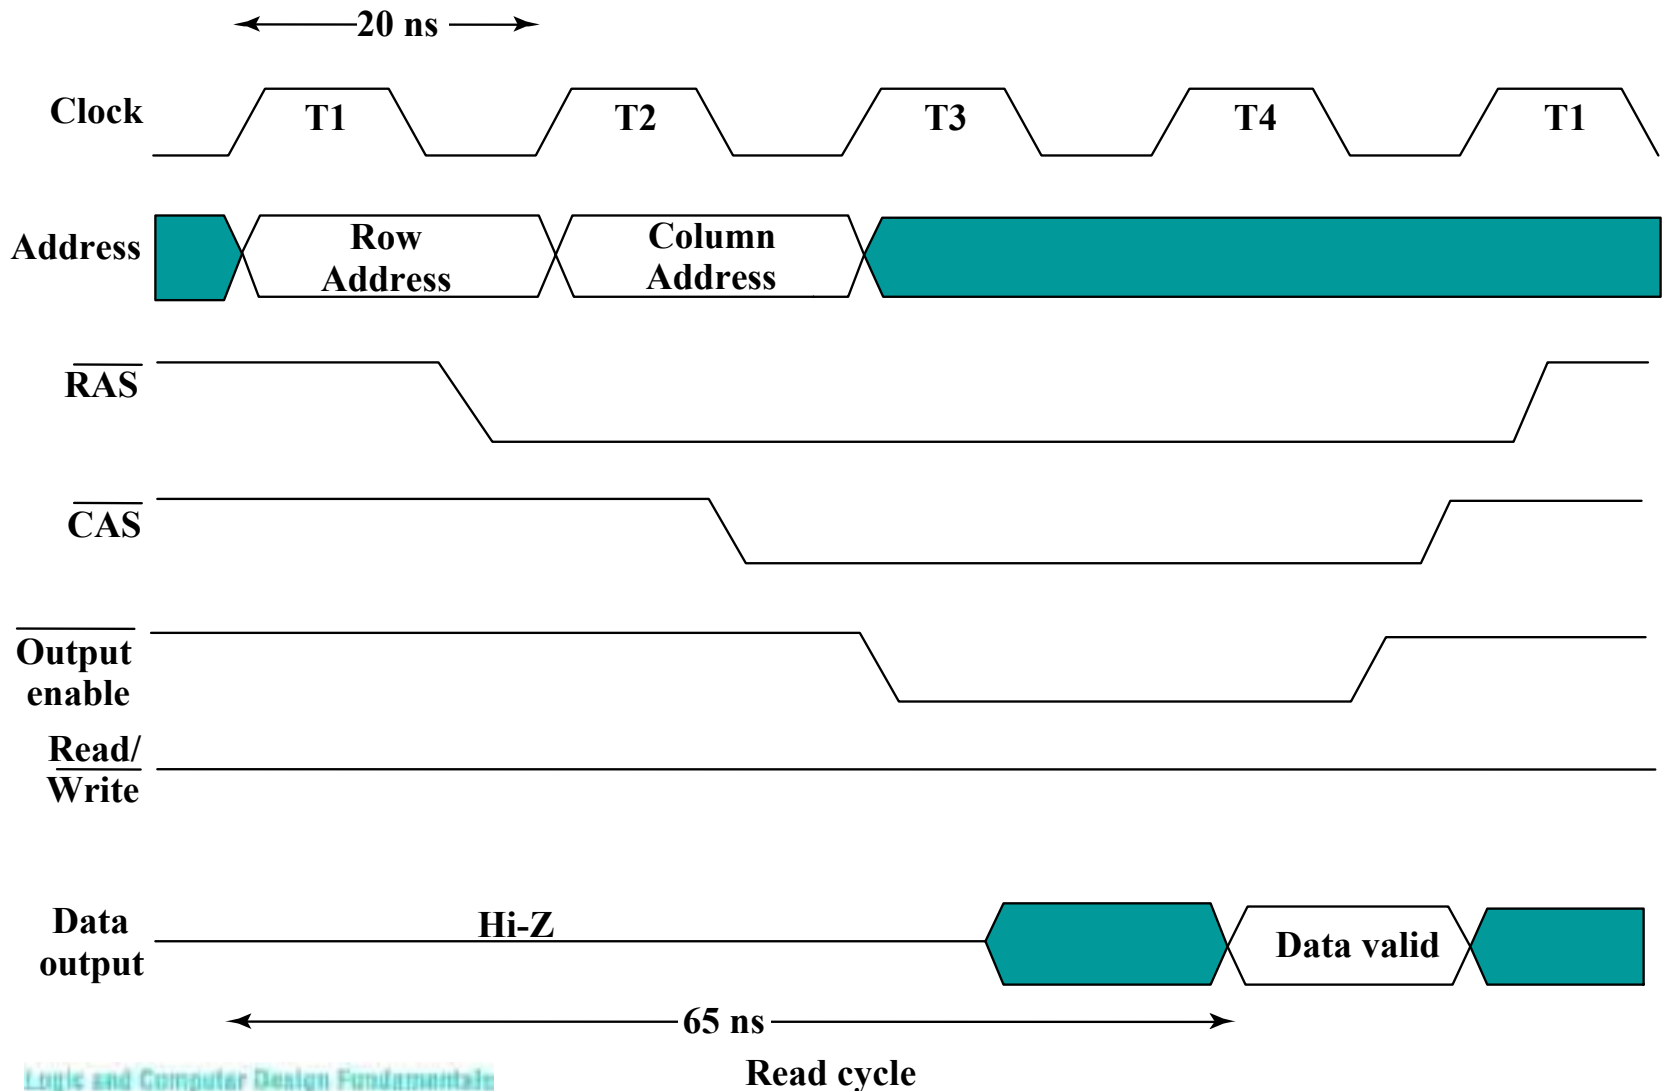 20 ns
Clock
T1
T2
T3
T4
T1
Address
Row
Address
Column
Address
RAS
CAS
Output
enable
Read/
Write
Data
output
Hi-Z
Data valid
65 ns
Read cycle
Logic and Computer Design Fundamentals